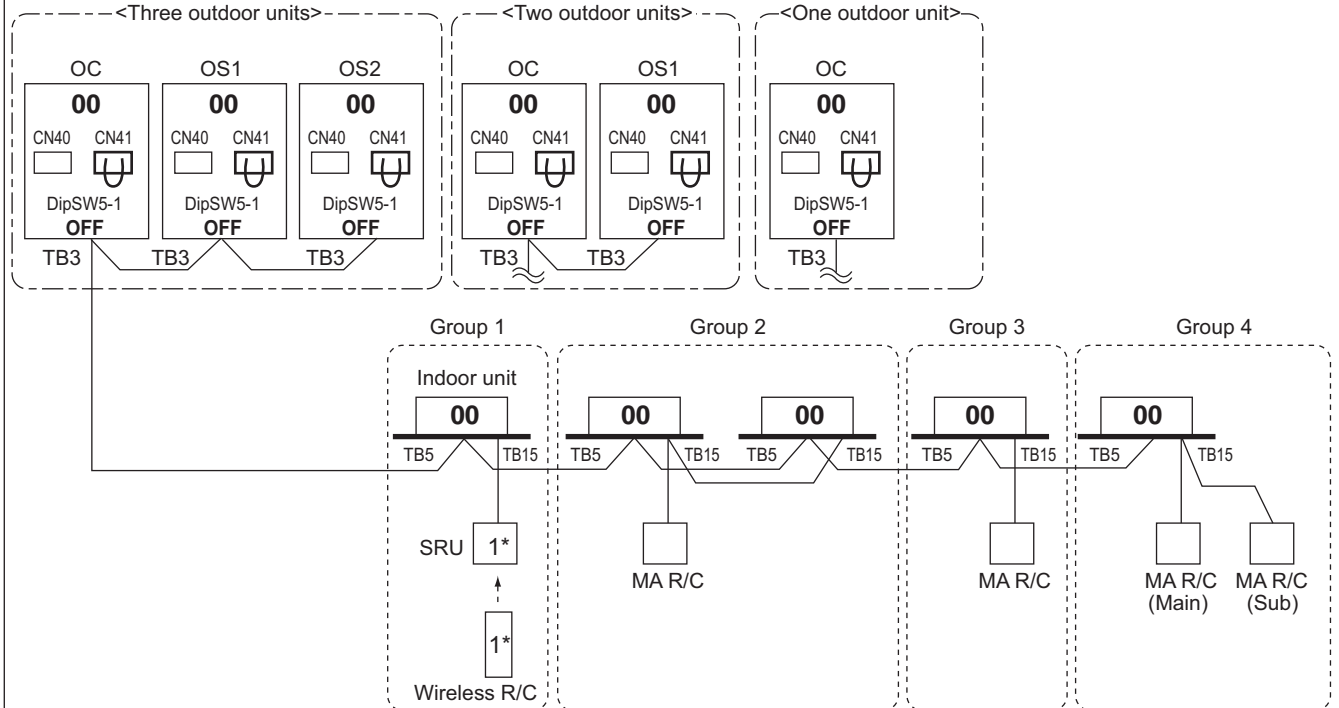 <Three outdoor units> <Two outdoor units> <One outdoor unit>
OC OS1 OS2 OC OS1 OC
00 00 00 00 00 00
CN40 CN41 CN40 CN41 CN40 CN41 CN40 CN41 CN40 CN41 CN40 CN41
DipSW5-1 DipSW5-1 DipSW5-1 DipSW5-1 DipSW5-1 DipSW5-1
OFF OFF OFF OFF OFF OFF
TB3 TB3 TB3 TB3 TB3 TB3
Group 1 Group 2 Group 3 Group 4
Indoor unit
00 00 00 00 00
TB5 TB15 TB5 TB15 TB5 TB15 TB5 TB15 TB5 TB15
SRU 1*
MA R/C MA R/C MA R/C MA R/C
(Main) (Sub)
1*
Wireless R/C